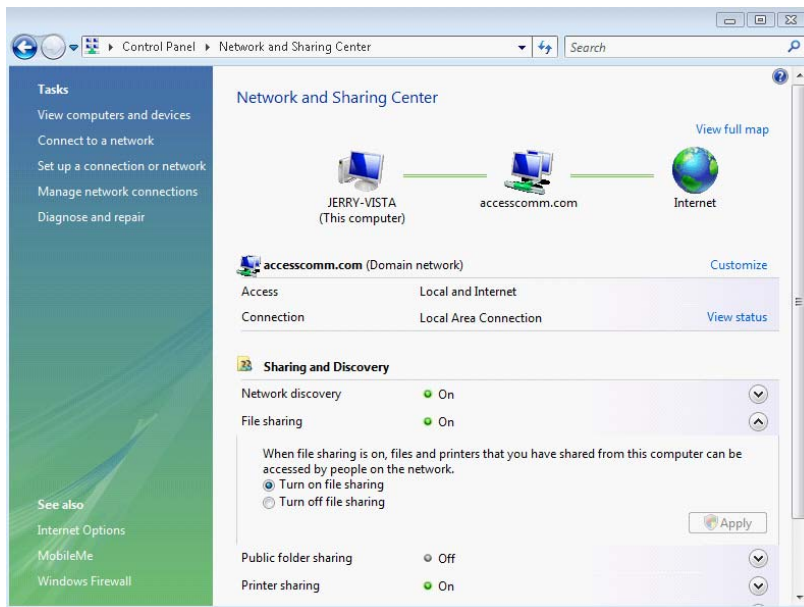 Control Panel Network and Sharing Center
Search
Tasks
View computers and devices
Connect to a network
Set up a connection or network
Manage network connections
Diagnose and repair
See also
Internet Options
MobileMe
Windows Firewall
Network and Sharing Center
View full map
JERRY-VISTA
(This computer)
accesscomm.com
Internet
accesscomm.com (Domain network)
Customize
Access Local and Internet
Connection Local Area Connection View status
Sharing and Discovery
Network discovery On
File sharing On
When file sharing is on, files and printers that you have shared from this computer can be
accessed by people on the network.
Turn on file sharing
Turn off file sharing
Apply
Public folder sharing Off
Printer sharing On